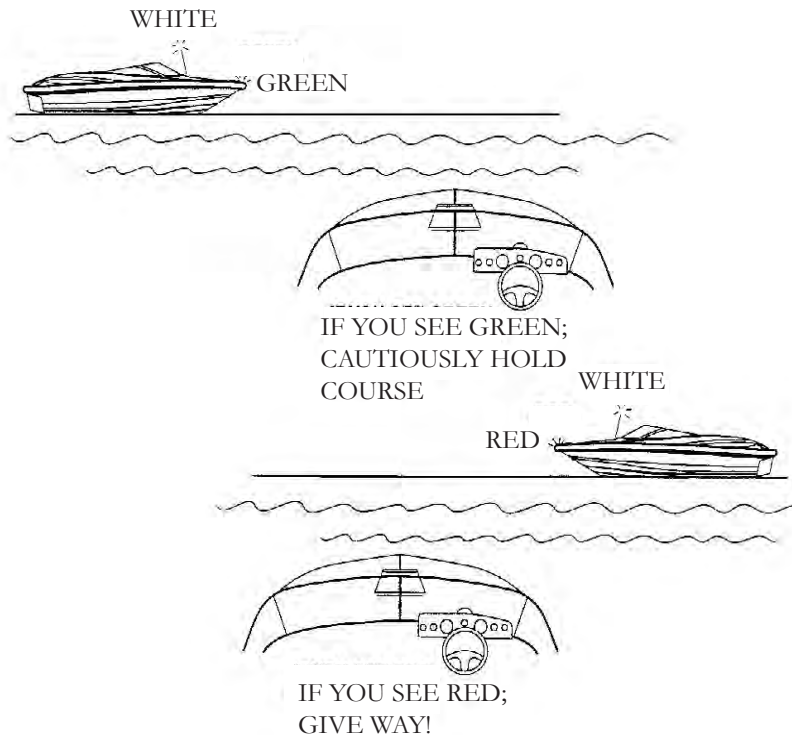 WHITE
GREEN
IF YOU SEE GREEN;
CAUTIOUSLY HOLD
COURSE
WHITE
RED
IF YOU SEE RED;
GIVE WAY!